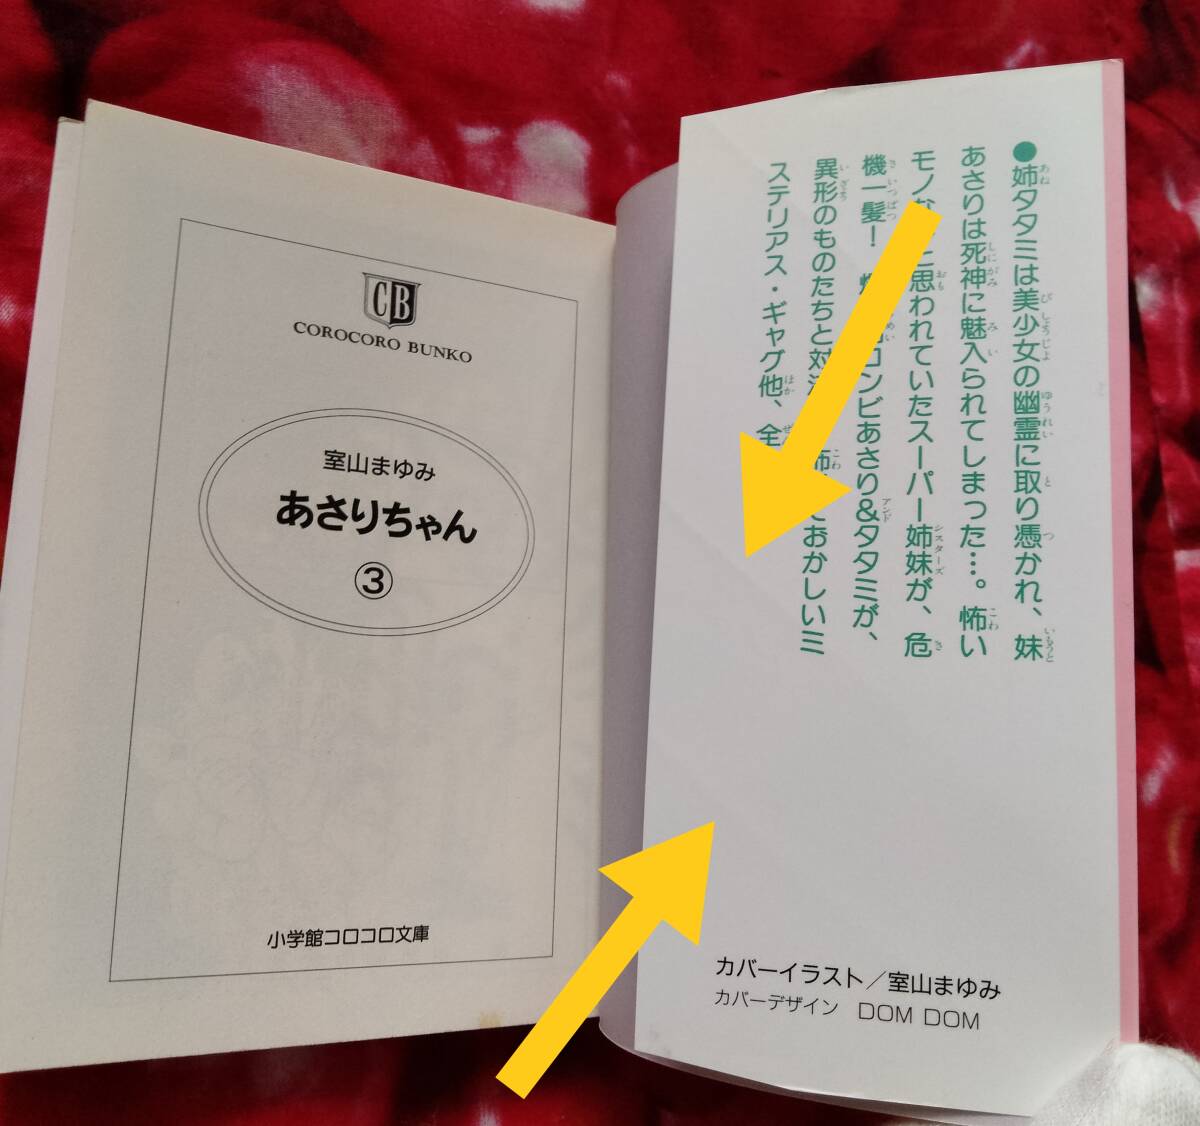 CB
COROCORO BUNKO
室山まゆみ
あさりちゃん
③
小学館コロコロ文庫
●姉タタミは美少女の幽霊に取り憑かれ、妹
あさりは死神に魅入られてしまった…。怖い
モノな と思われていたスーパー姉妹が、危
機一髪! コンビあさり&タタミが、
異形のものたちと対 おかしいミ
ステリアス・ギャグ他、全
カバーイラスト/室山まゆみ
カバーデザイン DOM DOM